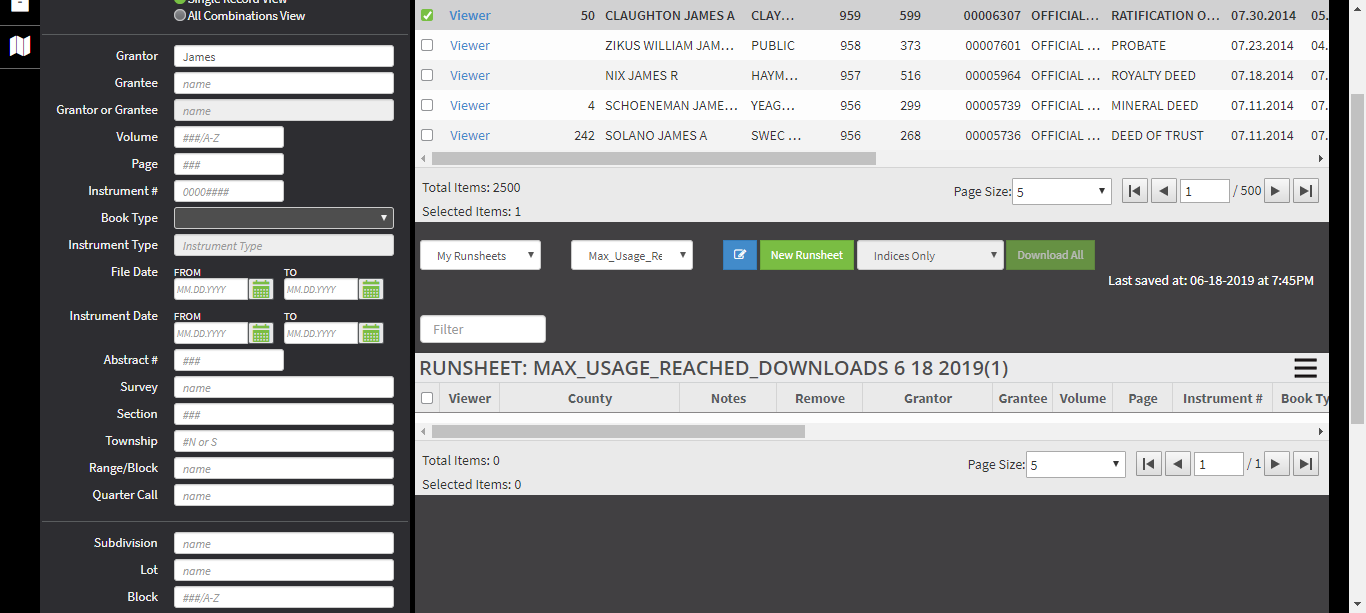 Single Record View
All Combinations View
Grantor James
Grantee name
Grantor or Grantee name
Volume ###/A-Z
Page ###
Instrument # 0000####
Book Type
Instrument Type Instrument Type
File Date FROM TO
MM.DD.YYYY MM.DD.YYYY
Instrument Date FROM TO
MM.DD.YYYY MM.DD.YYYY
Abstract # ###
Survey name
Section ###
Township #N or S
Range/Block name
Quarter Call name
Subdivision name
Lot name
Block ###/A-Z
Viewer 50 CLAUGHTON JAMES A CLAY... 959 599 00006307 OFFICIAL... RATIFICATION O... 07.30.2014 05.
Viewer ZIKUS WILLIAM JAM... PUBLIC 958 373 00007601 OFFICIAL ... PROBATE 07.23.2014 04.
Viewer NIX JAMES R HAYM... 957 516 00005964 OFFICIAL ... ROYALTY DEED 07.18.2014 07.
Viewer 4 SCHOENEMAN JAME... YEAG... 956 299 00005739 OFFICIAL ... MINERAL DEED 07.11.2014 07.
Viewer 242 SOLANO JAMES A SWEC ... 956 268 00005736 OFFICIAL ... DEED OF TRUST 07.11.2014 07.
Total Items: 2500
Selected Items: 1
Page Size: 5 1 / 500
My Runsheets Max_Usage_Re New Runsheet Indices Only Download All
Last saved at: 06-18-2019 at 7:45PM
Filter
RUNSHEET: MAX_USAGE_REACHED_DOWNLOADS 6 18 2019(1)
Viewer County Notes Remove Grantor Grantee Volume Page Instrument # Book Ty
Total Items: 0
Selected Items: 0
Page Size: 5 1 / 1